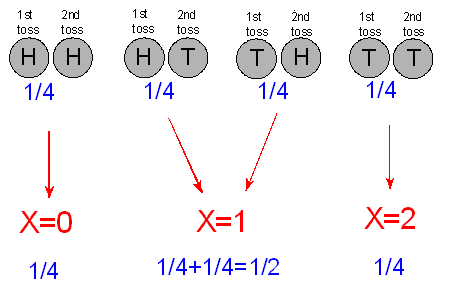 1st toss 2nd toss 1st toss 2nd toss 1st toss 2nd toss 1st toss 2nd toss
H H H T T H T T
1/4 1/4 1/4 1/4
X=0 X=1 X=2
1/4 1/4+1/4=1/2 1/4